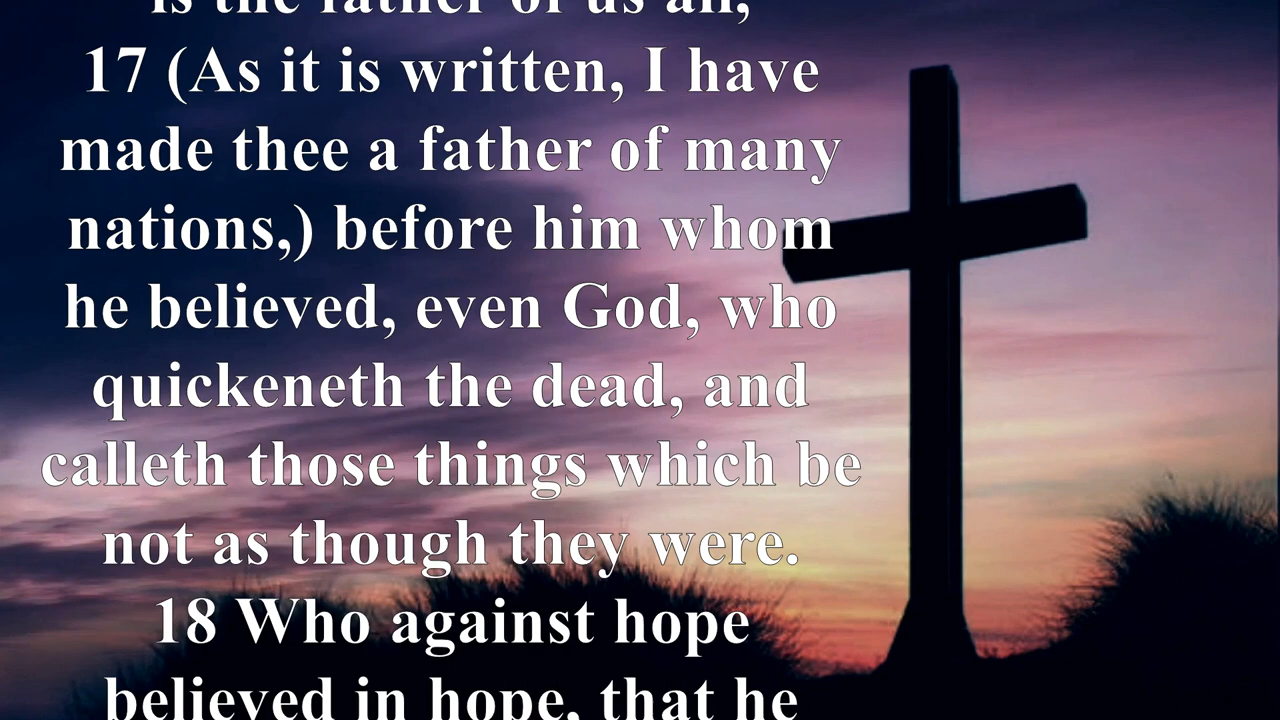 is the father of us all,
17 (As it is written, I have
made thee a father of many
nations,) before him whom
he believed, even God, who
quickeneth the dead, and
calleth those things which be
not as though they were.
18 Who against hope
believed in hope, that he